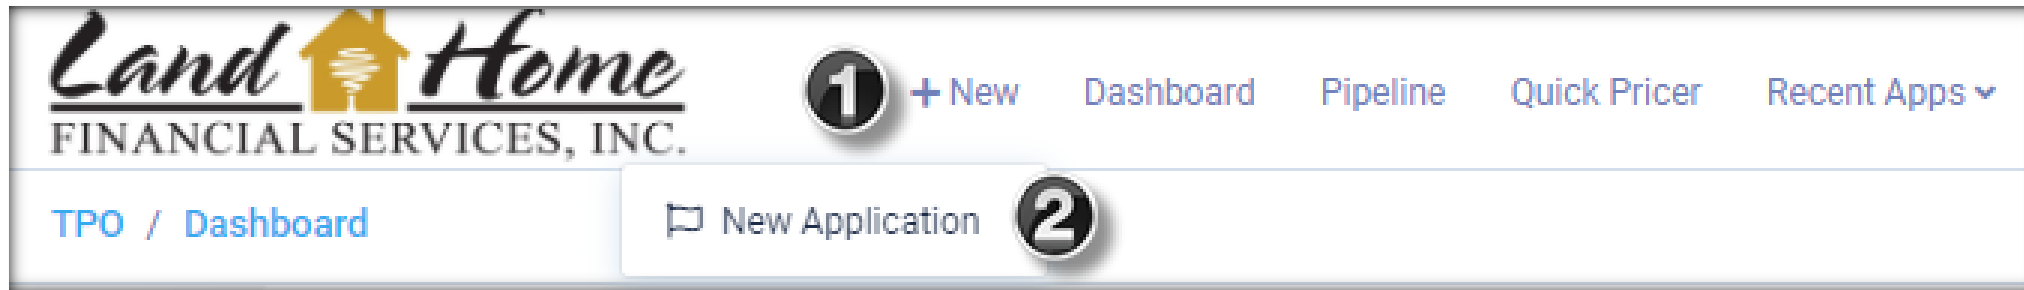 Land Home
FINANCIAL SERVICES, INC.
1 + New Dashboard Pipeline Quick Pricer Recent Apps
TPO / Dashboard
New Application 2